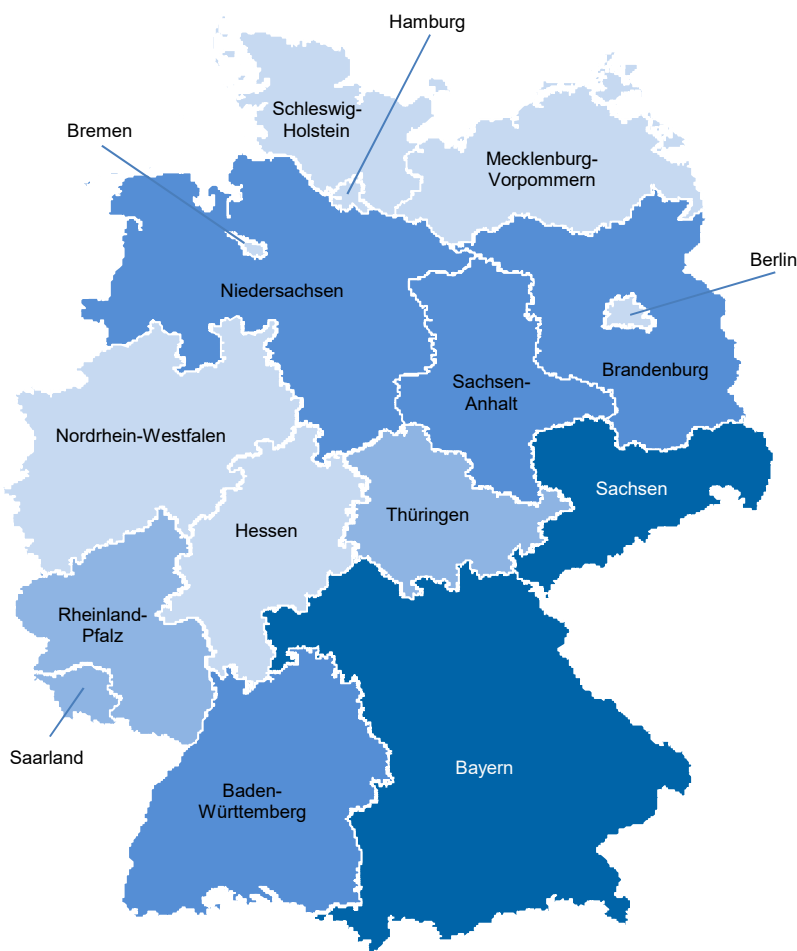 Hamburg
Schleswig-
Holstein
Bremen
Mecklenburg-
Vorpommern
Berlin
Niedersachsen
Brandenburg
Sachsen-
Anhalt
Nordrhein-Westfalen
Sachsen
Thüringen
Hessen
Rheinland-
Pfalz
Saarland
Bayern
Baden-
Württemberg